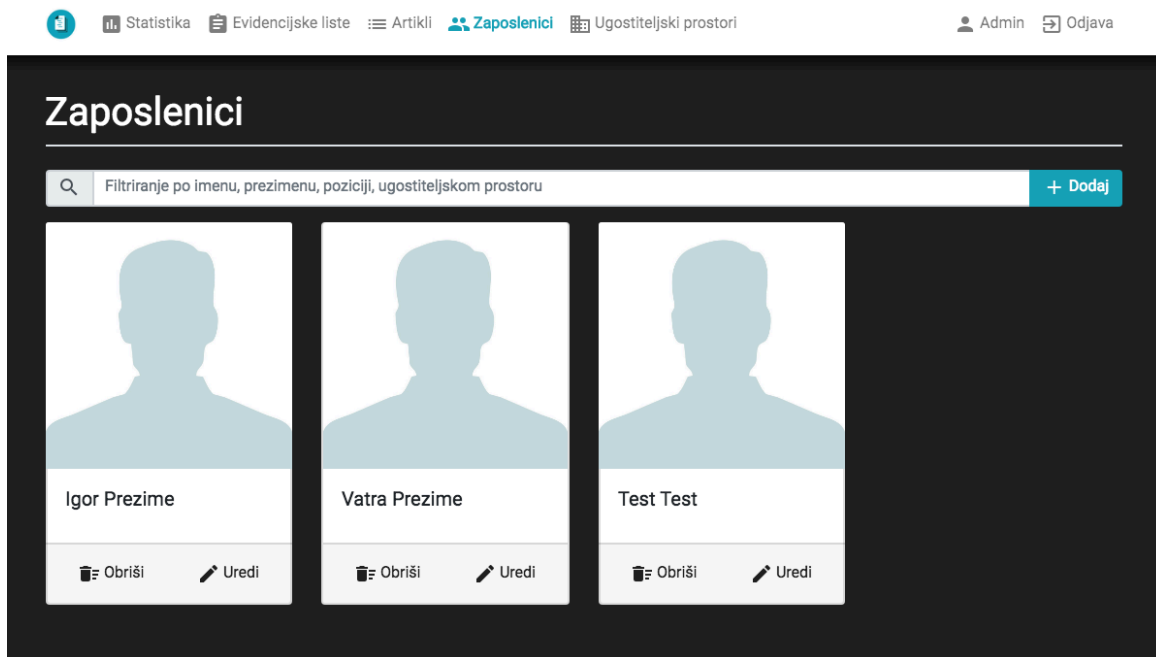 Statistika Evidencijske liste Artikli Zaposlenici Ugostiteljski prostori Admin Odjava
Zaposlenici
Filtriranje po imenu, prezimenu, poziciji, ugostiteljskom prostoru + Dodaj
Igor Prezime Vatra Prezime Test Test
Obriši Uredi Obriši Uredi Obriši Uredi